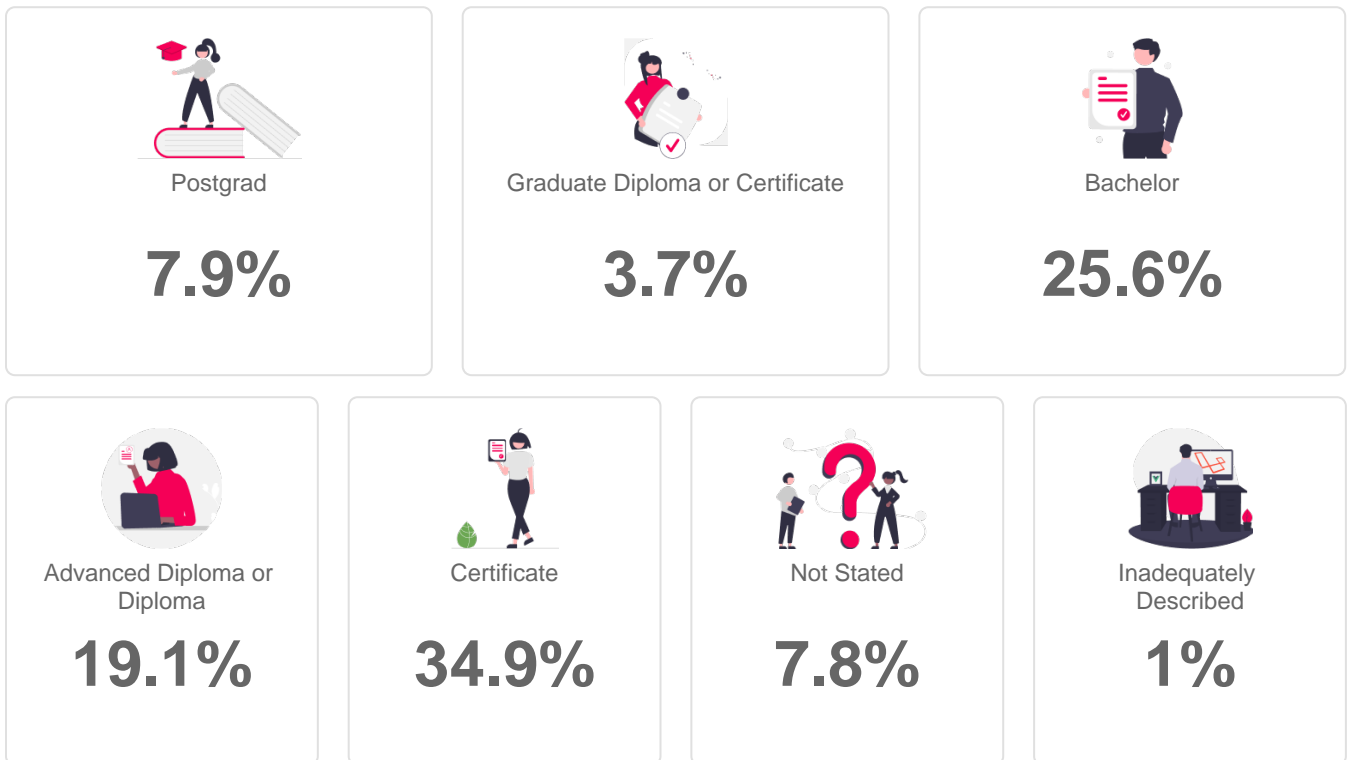 Postgrad
7.9%
Graduate Diploma or Certificate
3.7%
Bachelor
25.6%
Advanced Diploma or
Diploma
19.1%
Certificate
34.9%
Not Stated
7.8%
Inadequately
Described
1%